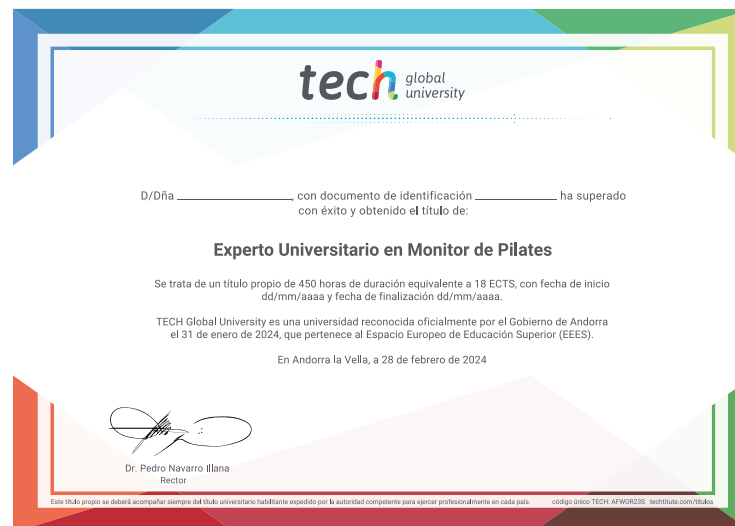 tech global
university
D/Dña ______________, con documento de identificación __________ ha superado
con éxito y obtenido el título de:
Experto Universitario en Monitor de Pilates
Se trata de un título propio de 450 horas de duración equivalente a 18 ECTS, con fecha de inicio
dd/mm/aaaa y fecha de finalización dd/mm/aaaa.
TECH Global University es una universidad reconocida oficialmente por el Gobierno de Andorra
el 31 de enero de 2024, que pertenece al Espacio Europeo de Educación Superior (EEES).
En Andorra la Vella, a 28 de febrero de 2024
Dr. Pedro Navarro Illana
Rector
Este título propio se deberá acompañar siempre del título universitario habilitante expedido por la autoridad competente para ejercer profesionalmente en cada país. código único TECH: AFWOR23S techtitute.com/titulos